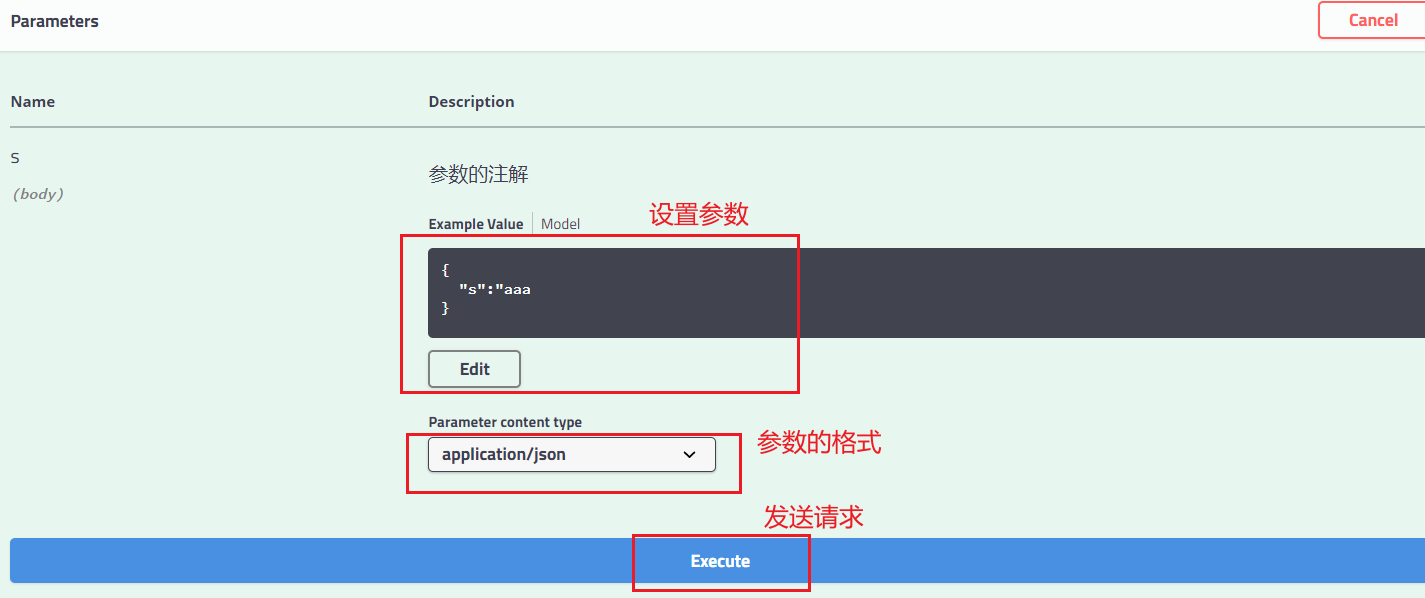 Parameters
Cancel
Name
Description
s
(body)
参数的注解
Example Value
Model
设置参数
{
"s":"aaa
}
Edit
Parameter content type
application/json
参数的格式
发送请求
Execute